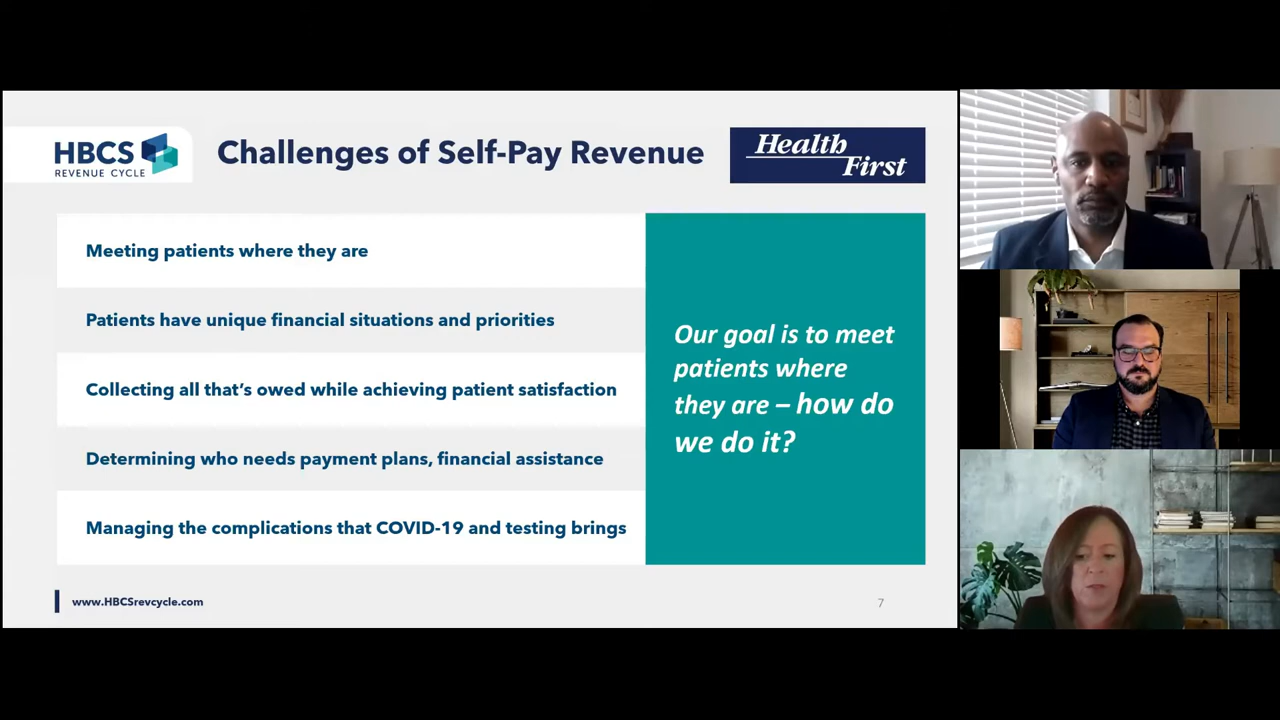 HBCS
REVENUE CYCLE
Challenges of Self-Pay Revenue
Health
First
Meeting patients where they are
Patients have unique financial situations and priorities
Collecting all that's owed while achieving patient satisfaction
Determining who needs payment plans, financial assistance
Managing the complications that COVID-19 and testing brings
Our goal is to meet
patients where
they are – how do
we do it?
www.HBCSrevcycle.com
7